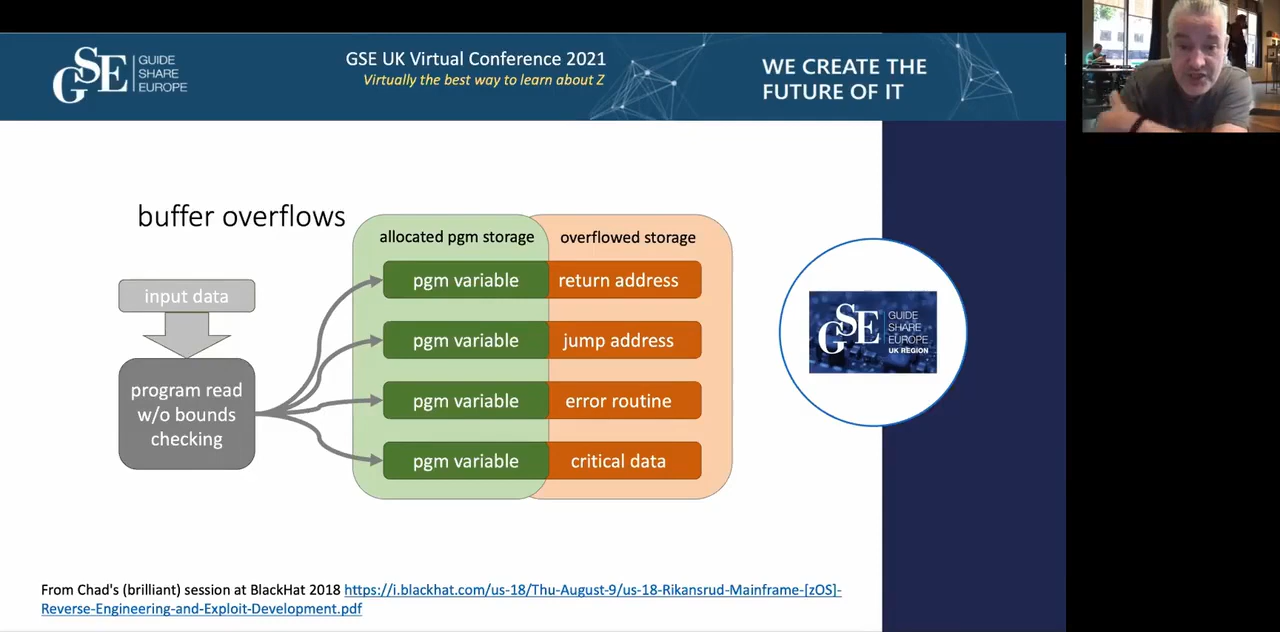 GSE GUIDE
SHARE
EUROPE
GSE UK Virtual Conference 2021
Virtually the best way to learn about Z
WE CREATE THE
FUTURE OF IT
buffer overflows
input data
program read
w/o bounds
checking
allocated pgm storage
overflowed storage
pgm variable
return address
pgm variable
jump address
pgm variable
error routine
pgm variable
critical data
GSE GUIDE
SHARE
EUROPE
UK REGION
From Chad's (brilliant) session at BlackHat 2018 https://i.blackhat.com/us-18/Thu-August-9/us-18-Rikansrud-Mainframe-[zOS]-
Reverse-Engineering-and-Exploit-Development.pdf